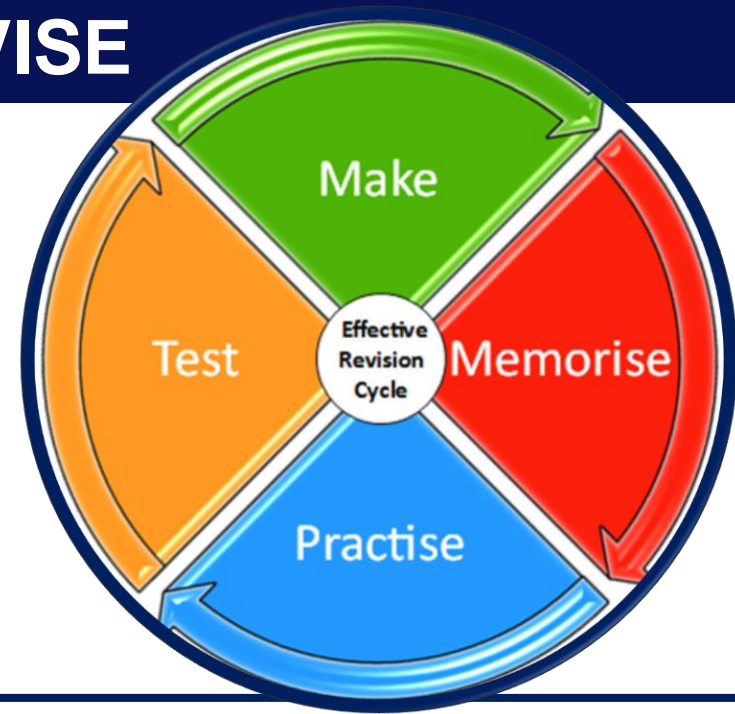 VISE
Make
Test
Effective
Revision
Cycle
Memorise
Practise